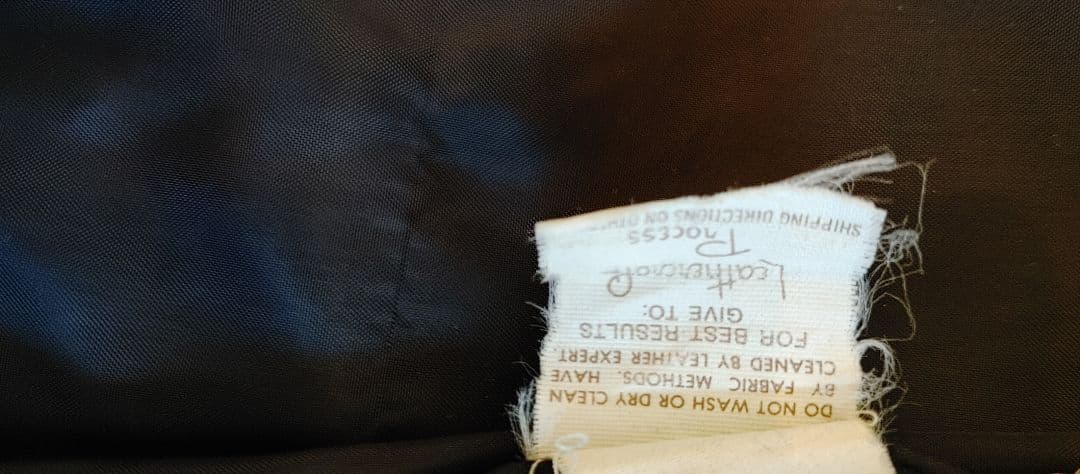 DO NOT WASH OR DRY CLEAN
BY FABRIC METHODS. HAVE
CLEANED BY LEATHER EXPERT
FOR BEST RESULTS
GIVE TO:
Leathercraft
Process
SHIPPING DIRECTIONS ON